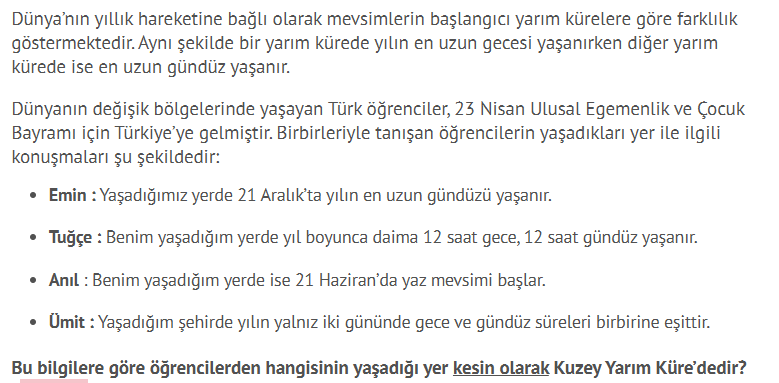 Dünya’nın yıllık hareketine bağlı olarak mevsimlerin başlangıcı yarım kürelere göre farklılık
göstermektedir. Aynı şekilde bir yarım kürede yılın en uzun gecesi yaşanırken diğer yarım
kürede ise en uzun gündüz yaşanır.
Dünyanın değişik bölgelerinde yaşayan Türk öğrenciler, 23 Nisan Ulusal Egemenlik ve Çocuk
Bayramı için Türkiye’ye gelmiştir. Birbirleriyle tanışan öğrencilerin yaşadıkları yer ile ilgili
konuşmaları şu şekildedir:
• Emin : Yaşadığımız yerde 21 Aralık’ta yılın en uzun gündüzü yaşanır.
• Tuğçe : Benim yaşadığım yerde yıl boyunca daima 12 saat gece, 12 saat gündüz yaşanır.
• Anıl : Benim yaşadığım yerde ise 21 Haziran’da yaz mevsimi başlar.
• Ümit : Yaşadığım şehirde yılın yalnız iki gününde gece ve gündüz süreleri birbirine eşittir.
Bu bilgilere göre öğrencilerden hangisinin yaşadığı yer kesin olarak Kuzey Yarım Küre’dedir?